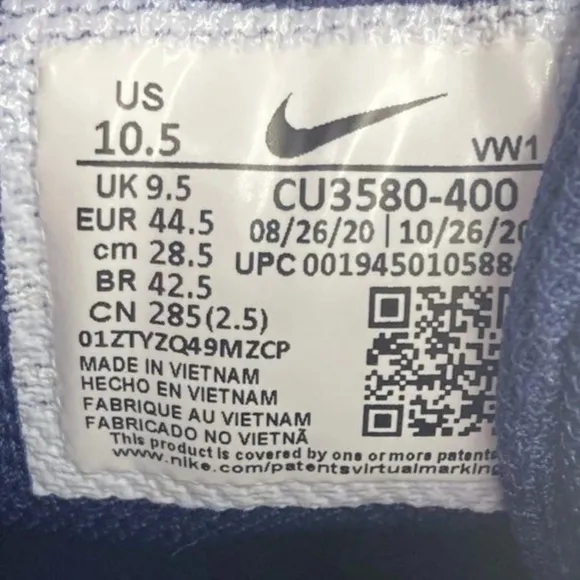 US
10.5
VW1
UK 9.5
CU3580-400
EUR 44.5
08/26/20 | 10/26/20
cm 28.5
UPC 001945010588
BR 42.5
CN 285(2.5)
01ZTYZQ49MZCP
MADE IN VIETNAM
HECHO EN VIETNAM
FABRIQUE AU VIETNAM
FABRICADO NO VIETNÃ
This product is covered by one or more patents
www.nike.com/patentsvirtualmarking